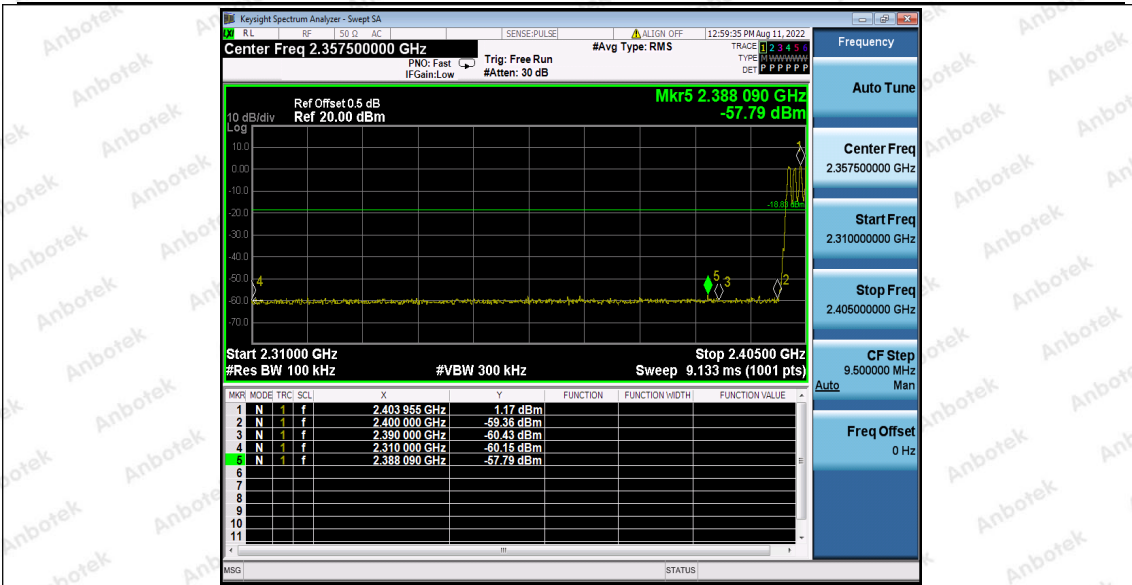 Keysight Spectrum Analyzer - Swept SA
RL RF 50 Ω AC SENSE:PULSE ALIGN OFF 12:59:35 PM Aug 11, 2022
Center Freq 2.357500000 GHz
PNO: Fast
IFGain:Low
Trig: Free Run
#Atten: 30 dB
#Avg Type: RMS
TRACE 1 2 3 4 5 6
TYPE M WWWWW
DET P P P P P P
Mkr5 2.388 090 GHz
-57.79 dBm
Ref Offset 0.5 dB
10 dB/div Ref 20.00 dBm
Log
10.0
0.00
-10.0
-20.0
-30.0
-40.0
-50.0
-60.0
-70.0
1
-18.83 dBm
4
5
3
2
Start 2.31000 GHz Stop 2.40500 GHz
#Res BW 100 kHz #VBW 300 kHz Sweep 9.133 ms (1001 pts)
MKR MODE TRC SCL X Y FUNCTION FUNCTION WIDTH FUNCTION VALUE
1 N 1 f 2.403 955 GHz 1.17 dBm
2 N 1 f 2.400 000 GHz -59.36 dBm
3 N 1 f 2.390 000 GHz -60.43 dBm
4 N 1 f 2.310 000 GHz -60.15 dBm
5 N 1 f 2.388 090 GHz -57.79 dBm
6
7
8
9
10
11
MSG STATUS
Frequency
Auto Tune
Center Freq
2.357500000 GHz
Start Freq
2.310000000 GHz
Stop Freq
2.405000000 GHz
CF Step
9.500000 MHz
Auto Man
Freq Offset
0 Hz
Anbotek